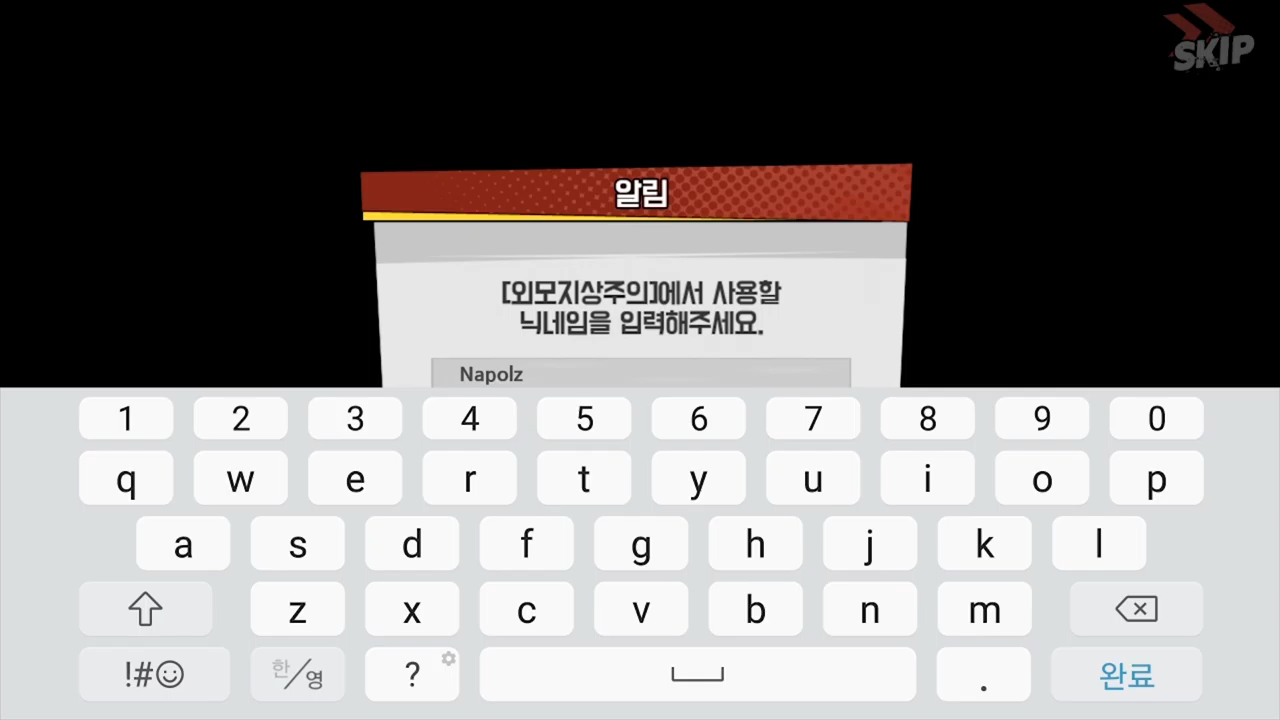 SKIP
알림
[외모지상주의]에서 사용할
닉네임을 입력해주세요.
Napolz
1 2 3 4 5 6 7 8 9 0
q w e r t y u i o p
a s d f g h j k l
z x c v b n m
!#☺ 한/영 ? . 완료